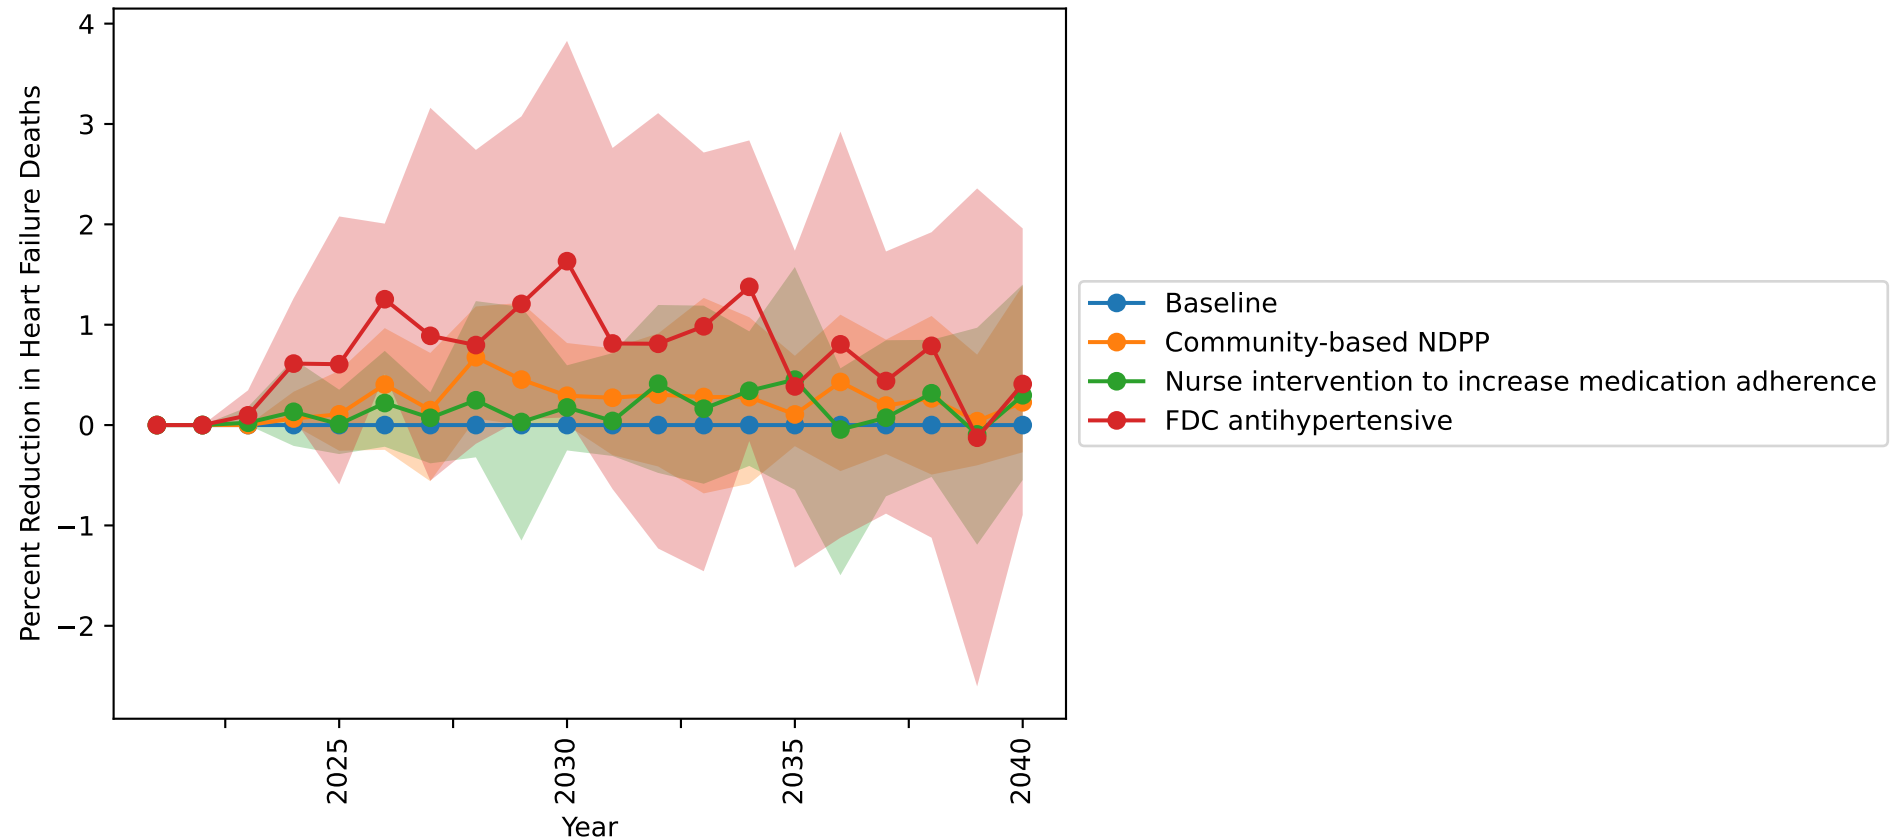 Percent Reduction in Heart Failure Deaths
4
3
2
1
0
−1
−2
2025
2030
2035
2040
Year
Baseline
Community-based NDPP
Nurse intervention to increase medication adherence
FDC antihypertensive